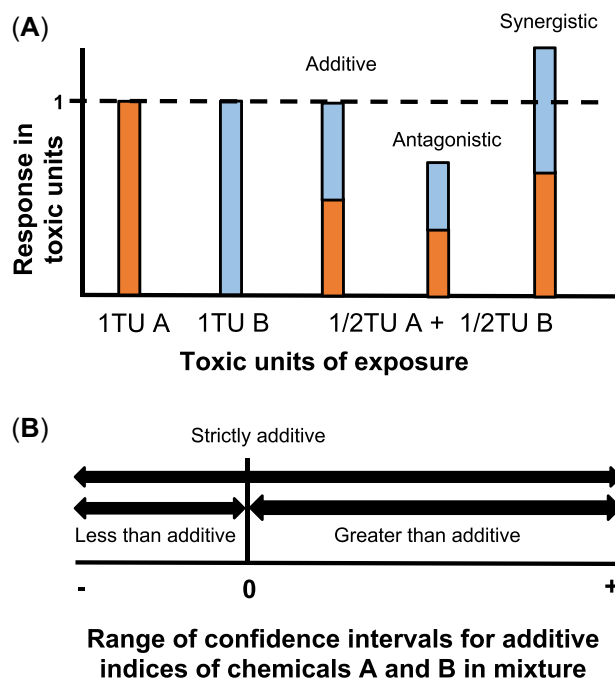 (A)
Synergistic
Additive
1
Antagonistic
Response in
toxic units
1TU A
1TU B
1/2TU A + 1/2TU B
Toxic units of exposure
(B)
Strictly additive
Less than additive
Greater than additive
- 0 +
Range of confidence intervals for additive
indices of chemicals A and B in mixture